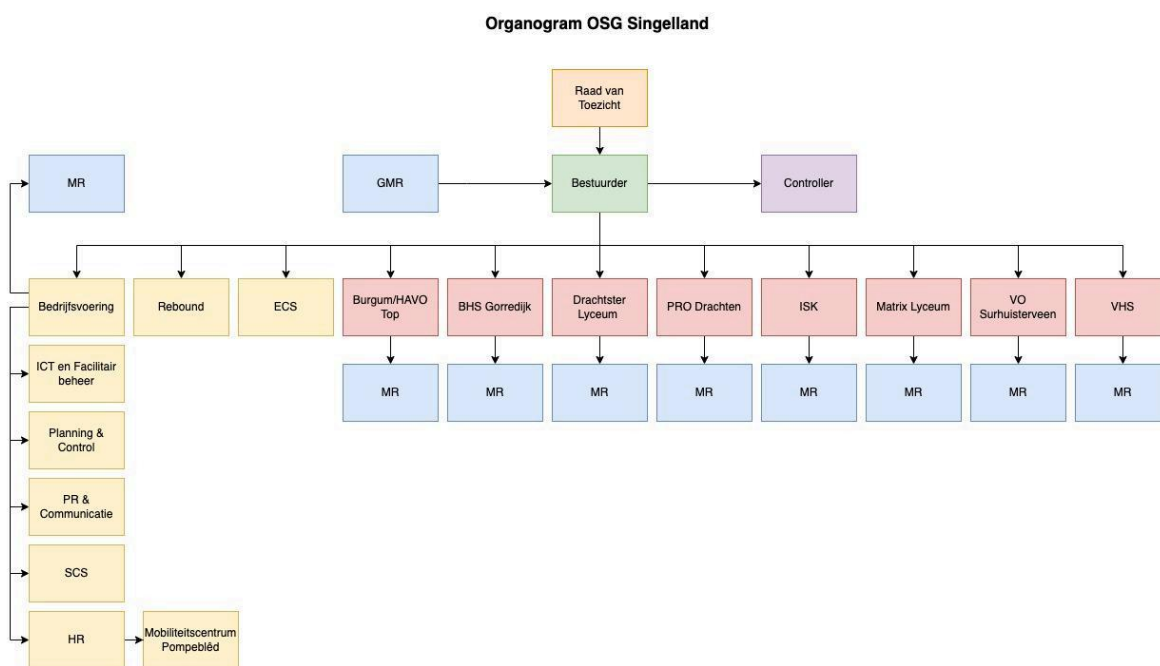 Organogram OSG Singelland
Raad van
Toezicht
MR
GMR
Bestuurder
Controller
Bedrijfsvoering
Rebound
ECS
Burgum/HAVO
Top
BHS Gorredijk
Drachtster
Lyceum
PRO Drachten
ISK
Matrix Lyceum
VO
Surhuisterveen
VHS
ICT en Facilitair
beheer
MR
MR
MR
MR
MR
MR
MR
MR
Planning &
Control
PR &
Communicatie
SCS
HR
Mobiliteitscentrum
Pompeblêd